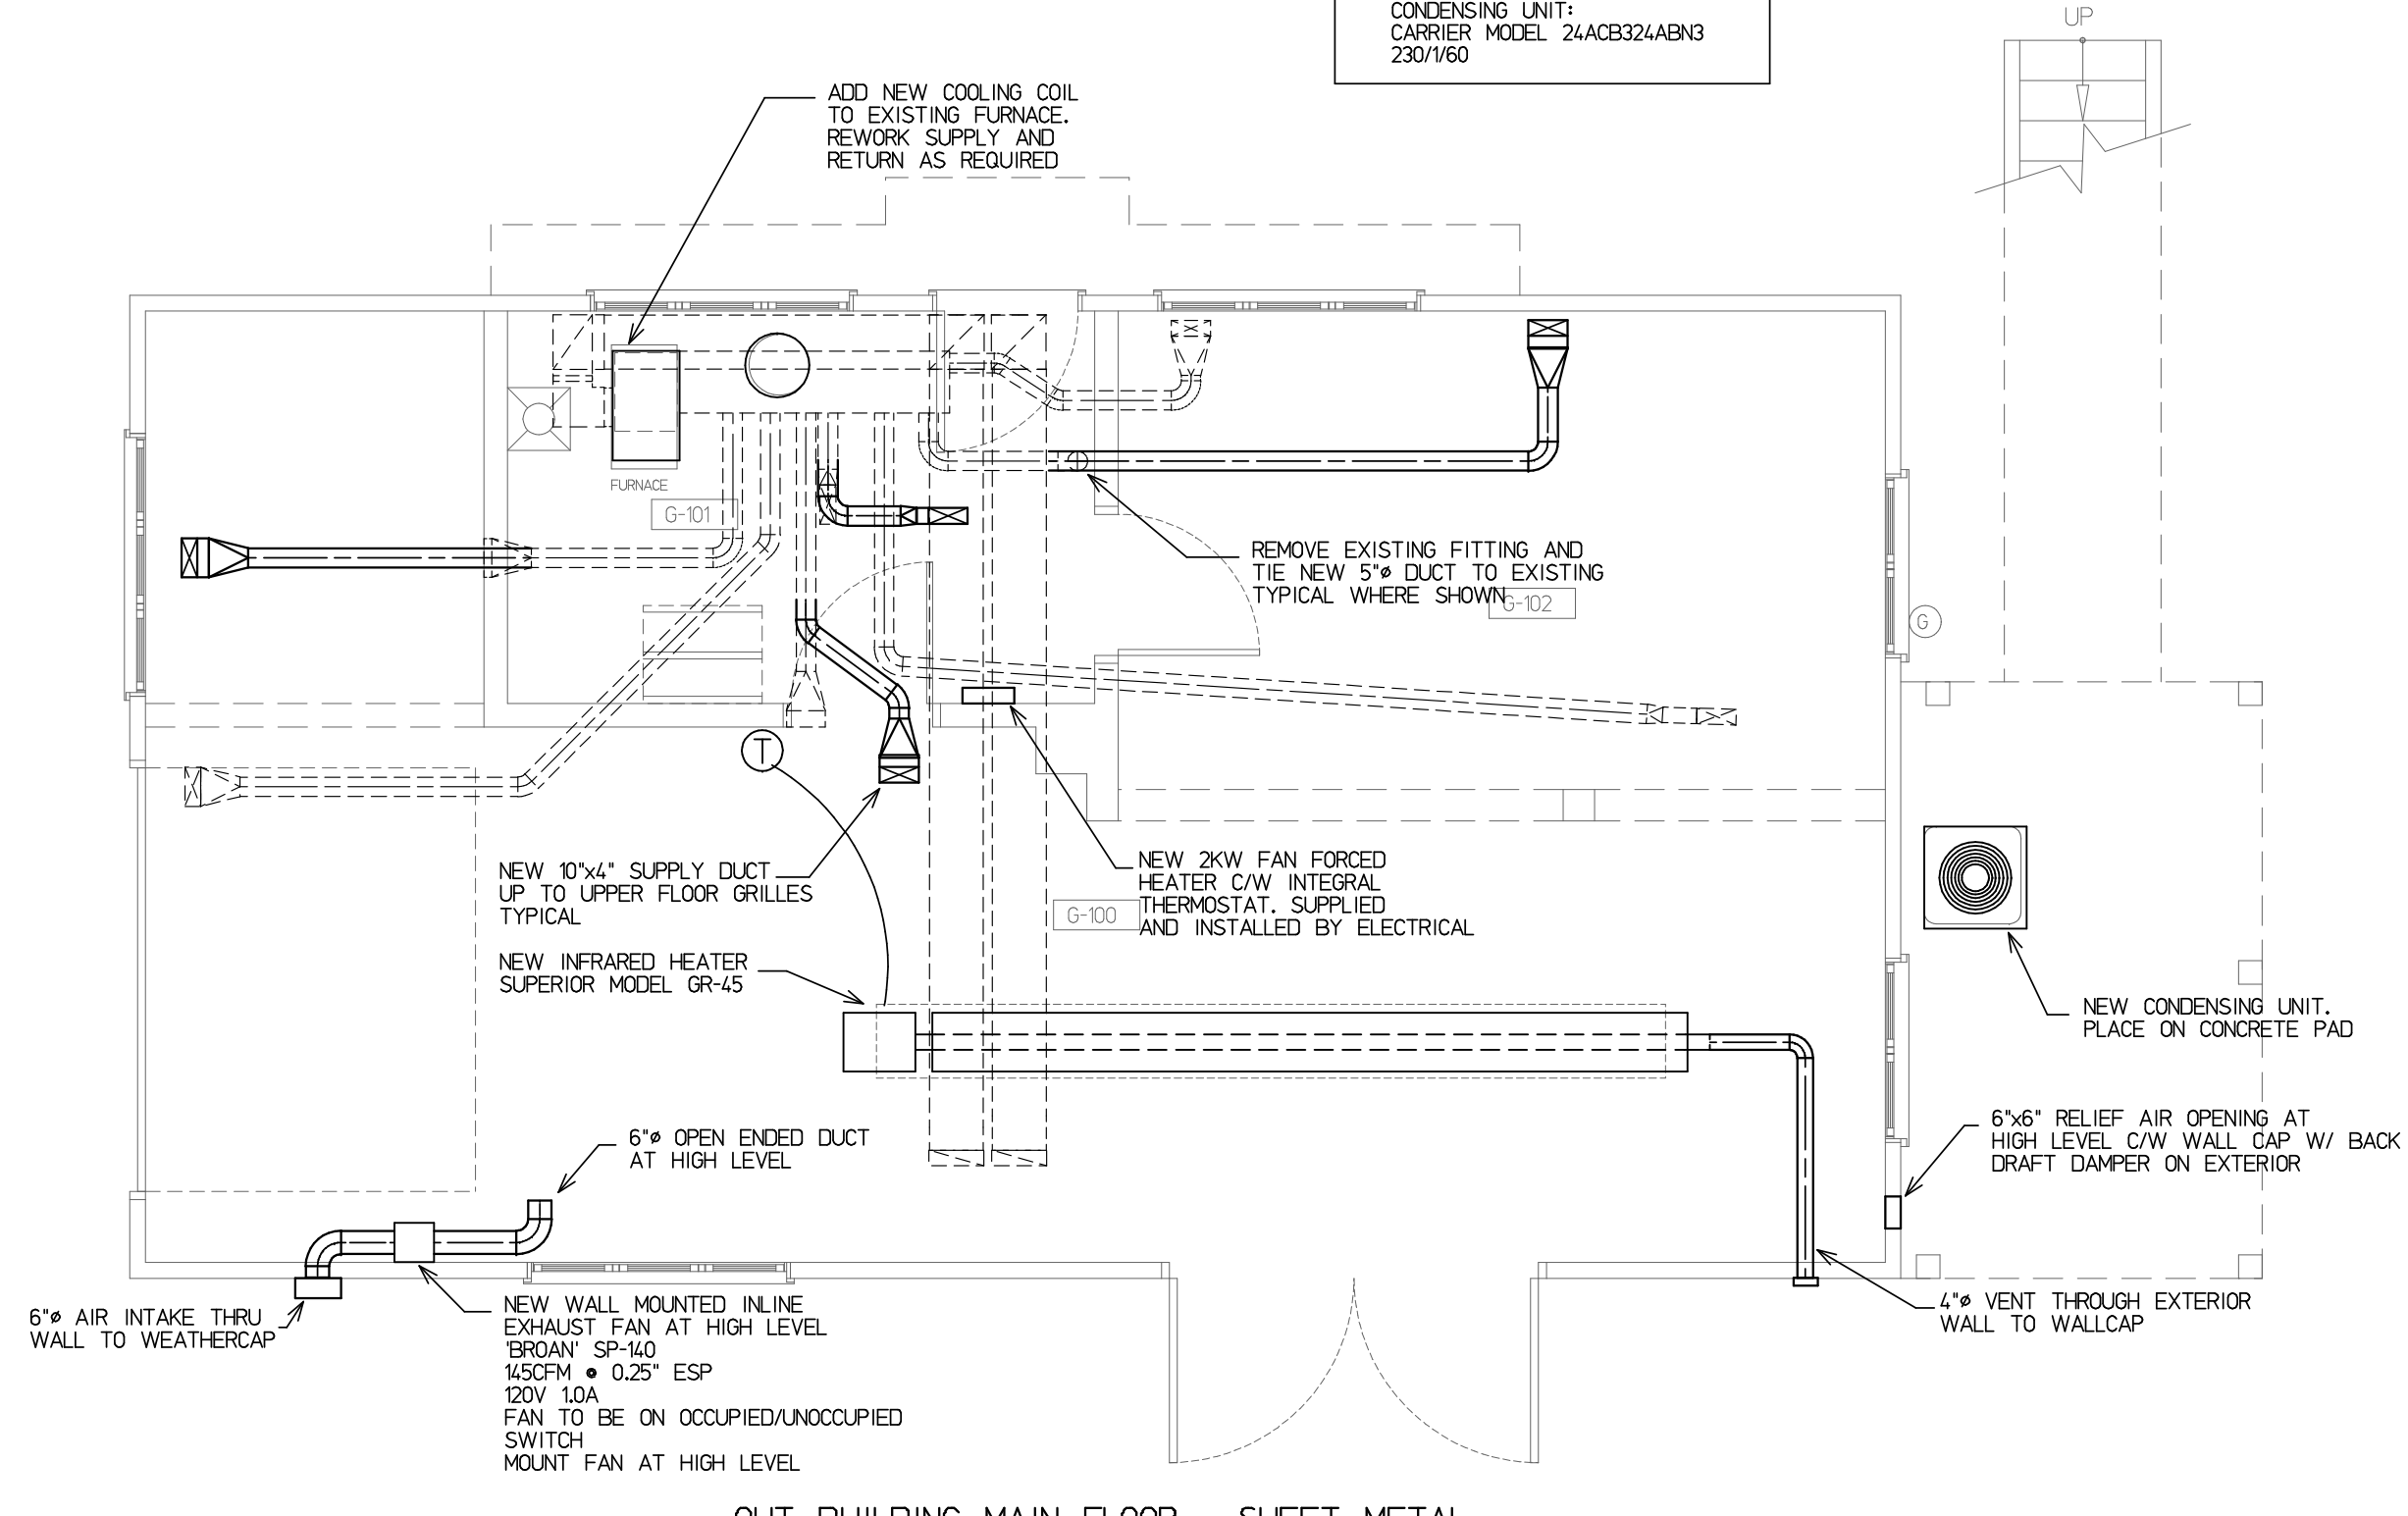 CONDENSING UNIT:
CARRIER MODEL 24ACB324ABN3
230/1/60
UP
ADD NEW COOLING COIL
TO EXISTING FURNACE.
REWORK SUPPLY AND
RETURN AS REQUIRED
FURNACE
G-101
REMOVE EXISTING FITTING AND
TIE NEW 5"ø DUCT TO EXISTING
TYPICAL WHERE SHOWN
G-102
G
T
NEW 10"x4" SUPPLY DUCT
UP TO UPPER FLOOR GRILLES
TYPICAL
NEW 2KW FAN FORCED
HEATER C/W INTEGRAL
THERMOSTAT. SUPPLIED
AND INSTALLED BY ELECTRICAL
G-100
NEW INFRARED HEATER
SUPERIOR MODEL GR-45
NEW CONDENSING UNIT.
PLACE ON CONCRETE PAD
6"ø OPEN ENDED DUCT
AT HIGH LEVEL
6"x6" RELIEF AIR OPENING AT
HIGH LEVEL C/W WALL CAP W/ BACK
DRAFT DAMPER ON EXTERIOR
6"ø AIR INTAKE THRU
WALL TO WEATHERCAP
NEW WALL MOUNTED INLINE
EXHAUST FAN AT HIGH LEVEL
'BROAN' SP-140
145CFM @ 0.25" ESP
120V 1.0A
FAN TO BE ON OCCUPIED/UNOCCUPIED
SWITCH
MOUNT FAN AT HIGH LEVEL
4"ø VENT THROUGH EXTERIOR
WALL TO WALLCAP
OUT BUILDING MAIN FLOOR - SHEET METAL